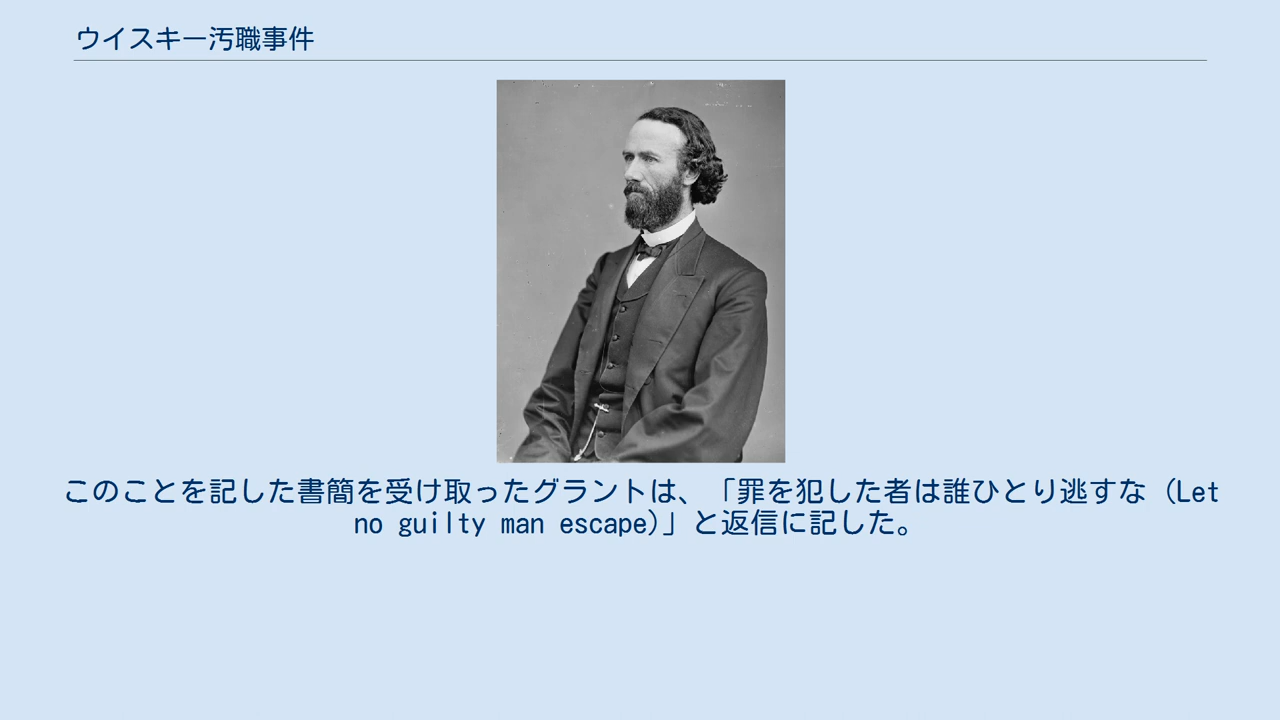 ウイスキー汚職事件
このことを記した書簡を受け取ったグラントは、「罪を犯した者は誰ひとり逃すな (Let
no guilty man escape)」と返信に記した。